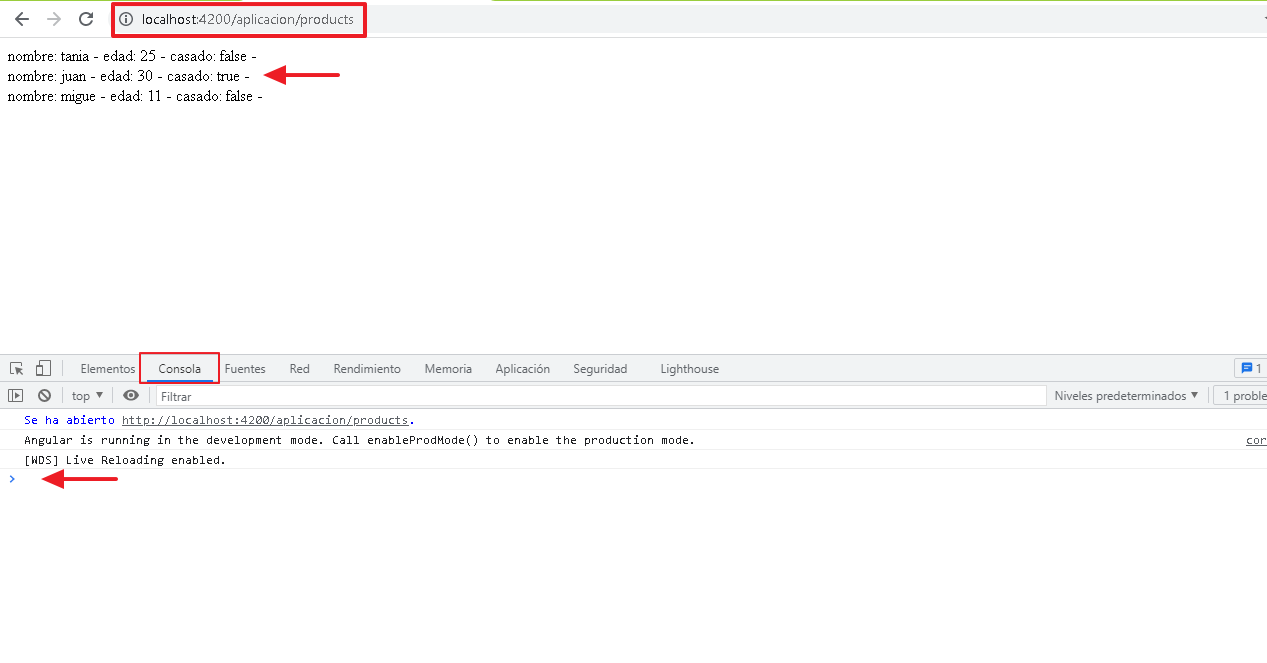 localhost:4200/aplicacion/products
nombre: tania - edad: 25 - casado: false -
nombre: juan - edad: 30 - casado: true -
nombre: migue - edad: 11 - casado: false -
Elementos Consola Fuentes Red Rendimiento Memoria Aplicación Seguridad Lighthouse 1
top ▼ Filtrar Niveles predeterminados ▼ 1 proble
Se ha abierto http://localhost:4200/aplicacion/products.
Angular is running in the development mode. Call enableProdMode() to enable the production mode. cor
[WDS] Live Reloading enabled.
>